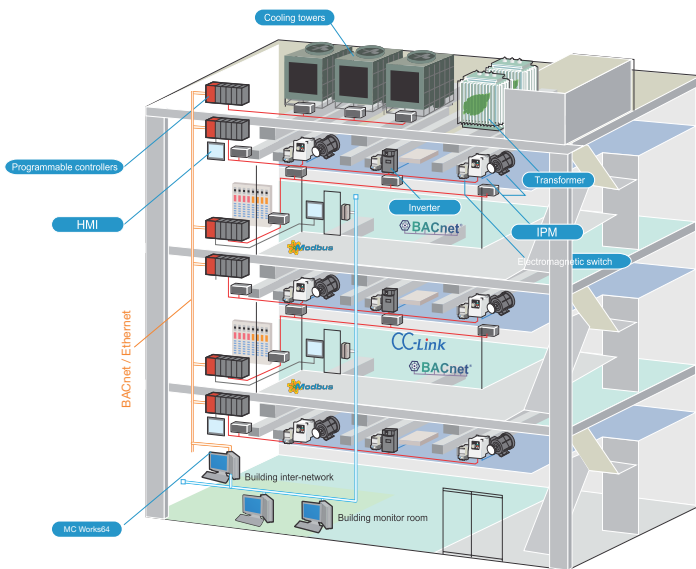 Cooling towers
Programmable controllers
Transformer
Inverter
HMI
BACnet
IPM
Modbus
Electromagnetic switch
BACnet / Ethernet
CC-Link
BACnet
Modbus
Building inter-network
Building monitor room
MC Works64